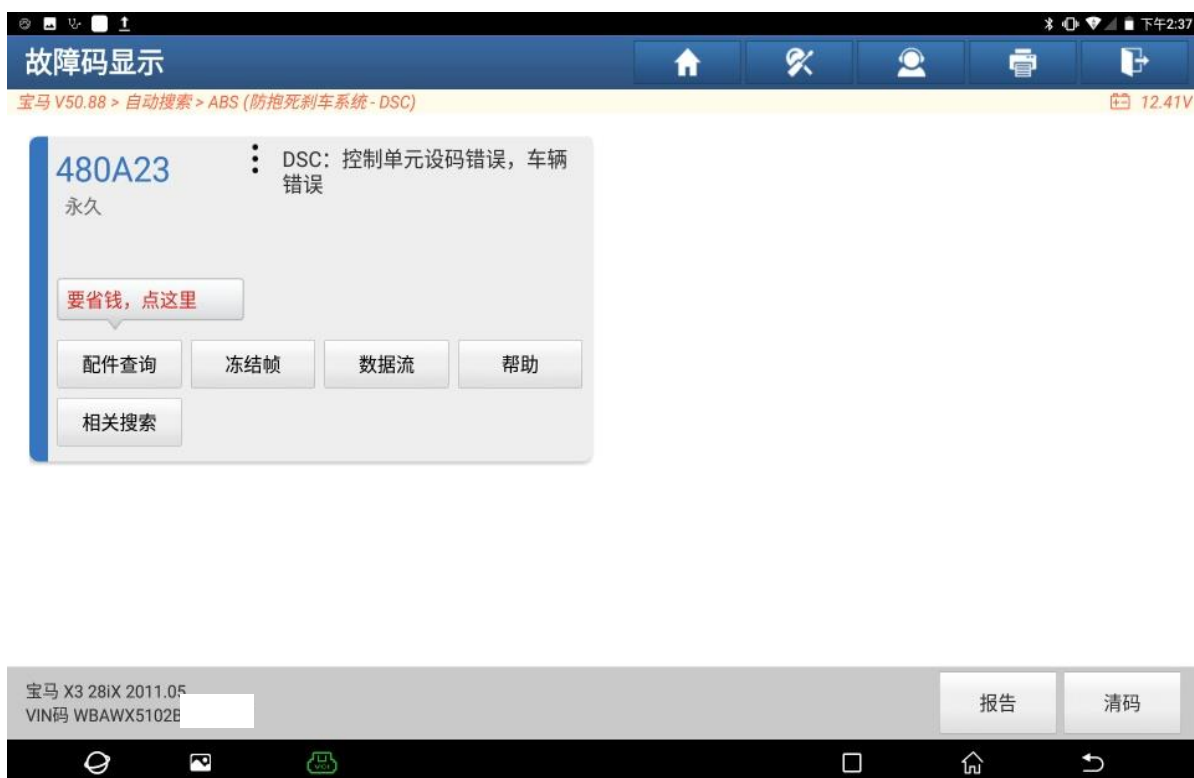 下午2:37
故障码显示
宝马 V50.88 > 自动搜索 > ABS (防抱死刹车系统 - DSC)
12.41V
480A23
DSC：控制单元设码错误，车辆
错误
永久
要省钱，点这里
配件查询
冻结帧
数据流
帮助
相关搜索
宝马 X3 28iX 2011.05
VIN码 WBAWX5102B
报告
清码
VCI